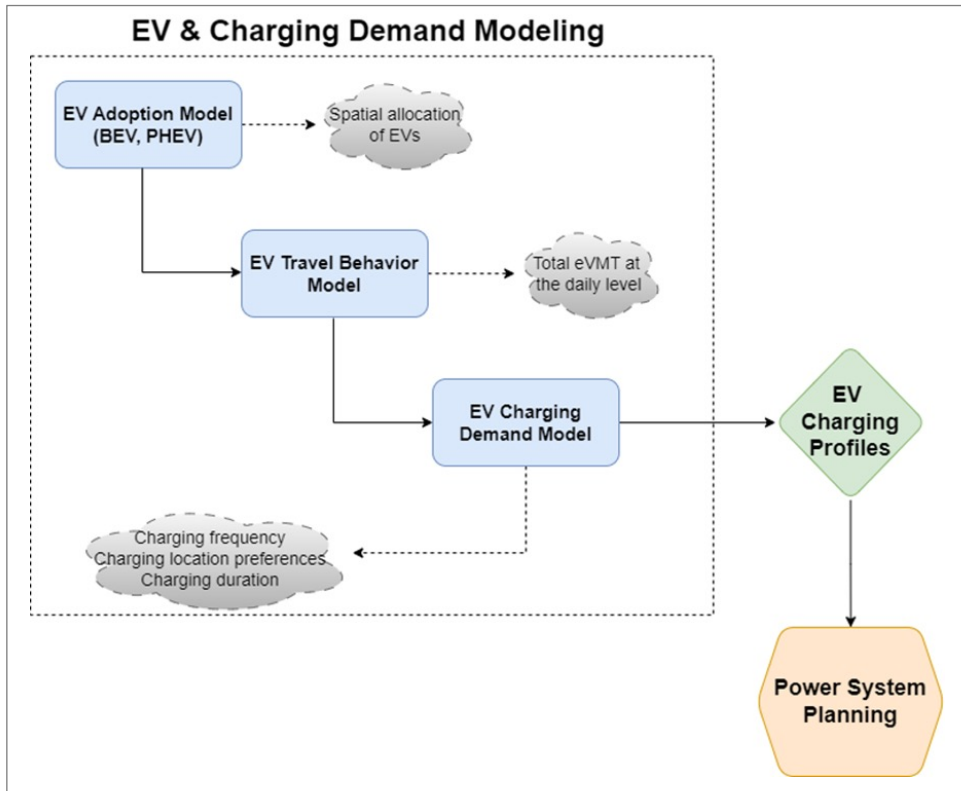 EV & Charging Demand Modeling
EV Adoption Model
(BEV, PHEV)
Spatial allocation
of EVs
EV Travel Behavior
Model
Total eVMT at
the daily level
EV Charging
Demand Model
EV
Charging
Profiles
Charging frequency
Charging location preferences
Charging duration
Power System
Planning